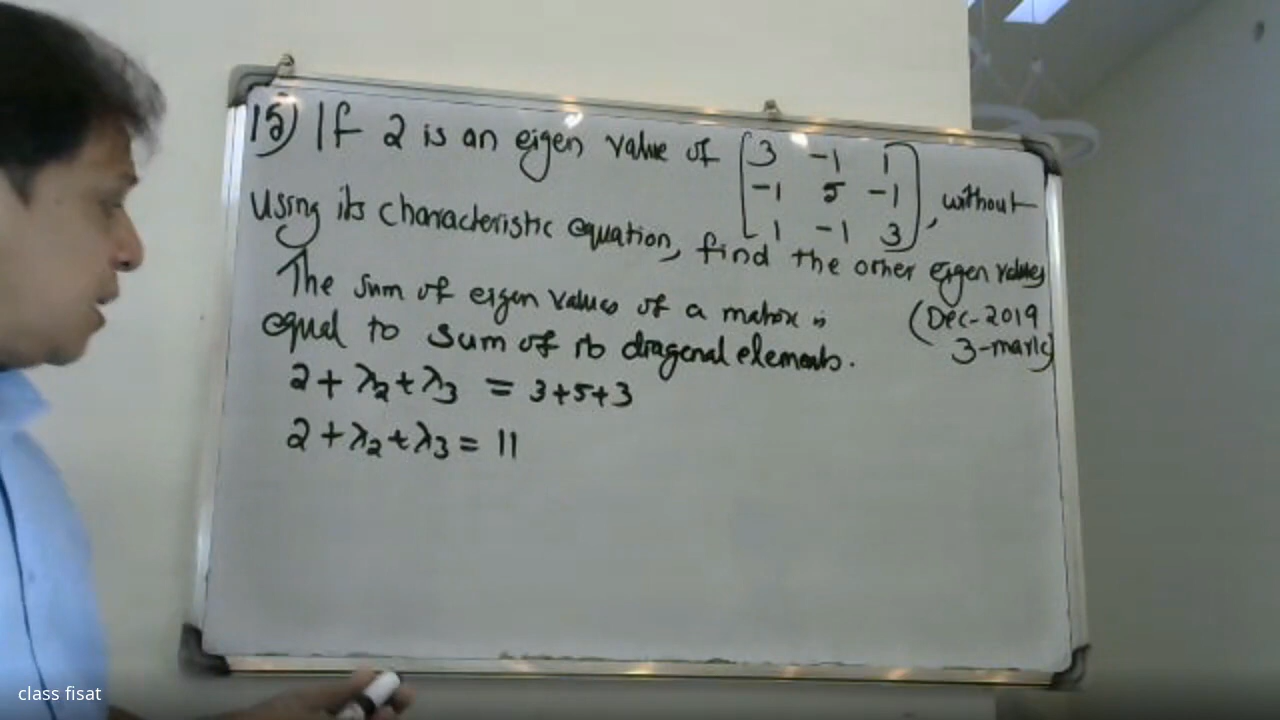 15) If 2 is an eigen value of [3 -1 1
-1 5 -1
1 -1 3], without
using its characteristic equation, find the other eigen values
(Dec-2019
3-mark)
The sum of eigen values of a matrix is
equal to sum of its diagonal elements.
2 + λ2 + λ3 = 3+5+3
2 + λ2 + λ3 = 11
class fisat